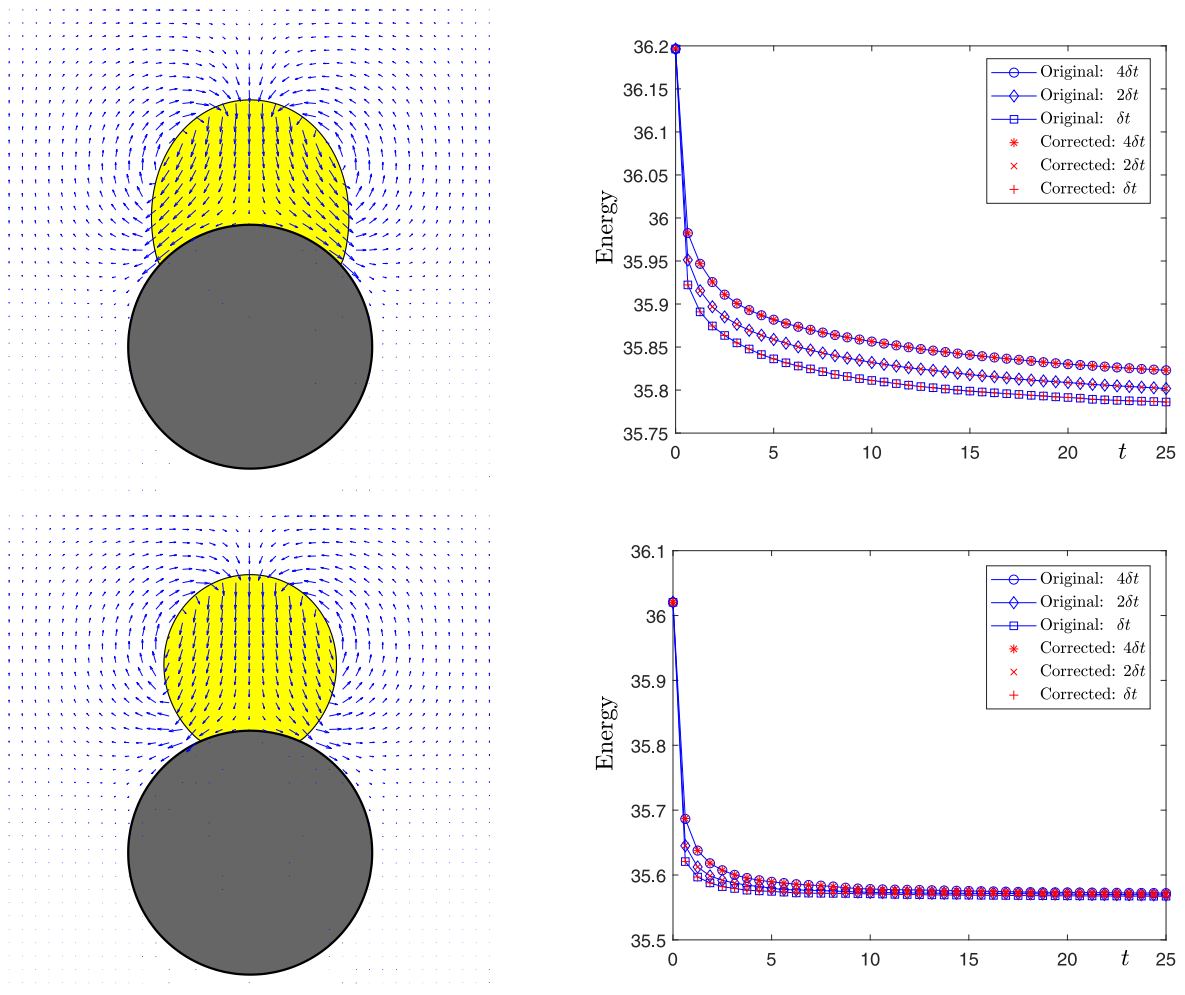 36.2
36.15
36.1
36.05
36
35.95
35.9
35.85
35.8
35.75
Energy
0 5 10 15 20 t 25
Original: 4δt
Original: 2δt
Original: δt
Corrected: 4δt
Corrected: 2δt
Corrected: δt
36.1
36
35.9
35.8
35.7
35.6
35.5
Energy
0 5 10 15 20 t 25
Original: 4δt
Original: 2δt
Original: δt
Corrected: 4δt
Corrected: 2δt
Corrected: δt